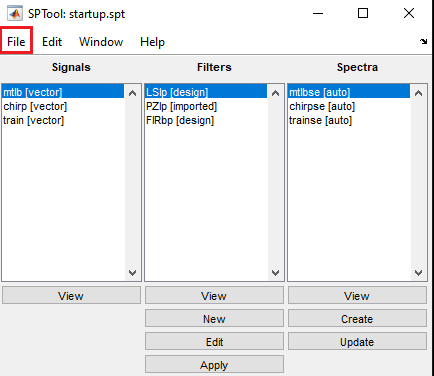 SPTool: startup.spt
File Edit Window Help
Signals Filters Spectra
mtlb [vector] LSlp [design] mtlbse [auto]
chirp [vector] PZlp [imported] chirpse [auto]
train [vector] FIRbp [design] trainse [auto]
View View View
New Create
Edit Update
Apply